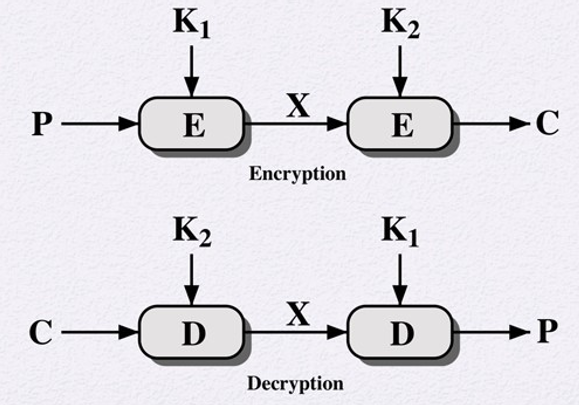 K₁ K₂
P E X E C
Encryption
K₂ K₁
C D X D P
Decryption